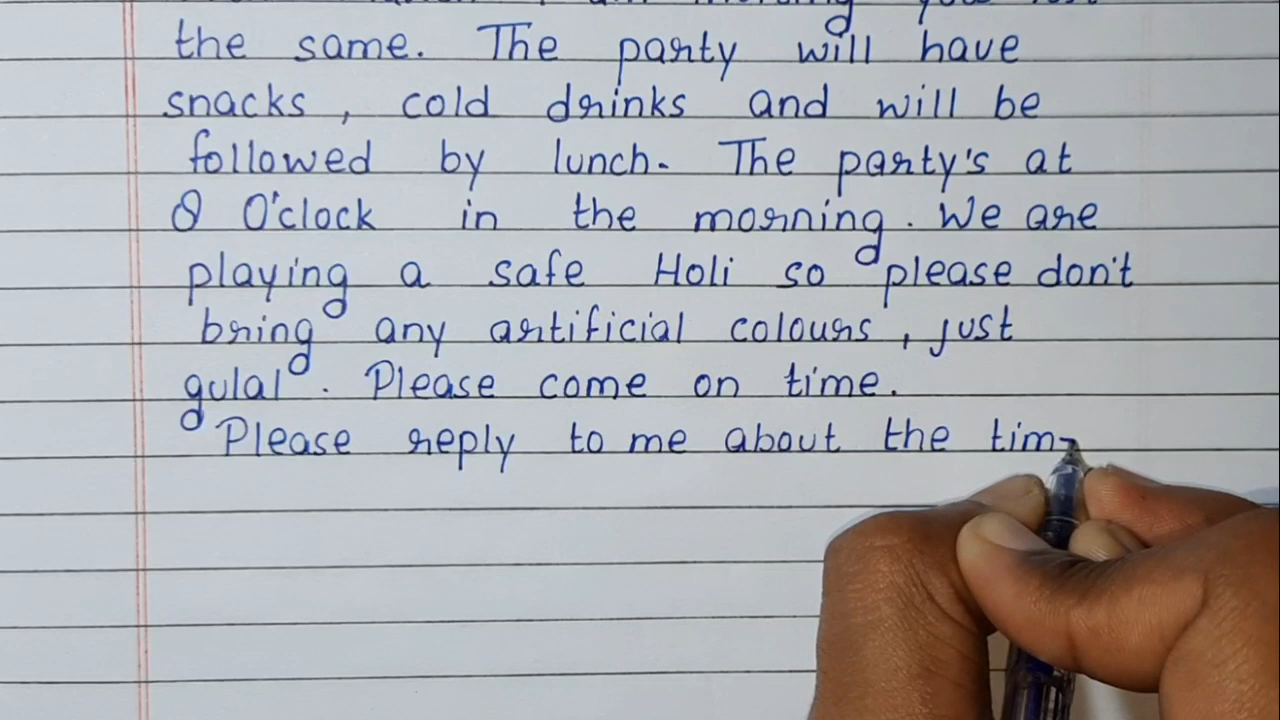 the same. The party will have
snacks, cold drinks and will be
followed by lunch. The party's at
8 O'clock in the morning. We are
playing a safe Holi so please don't
bring any artificial colours, just
gulal. Please come on time.
Please reply to me about the tim